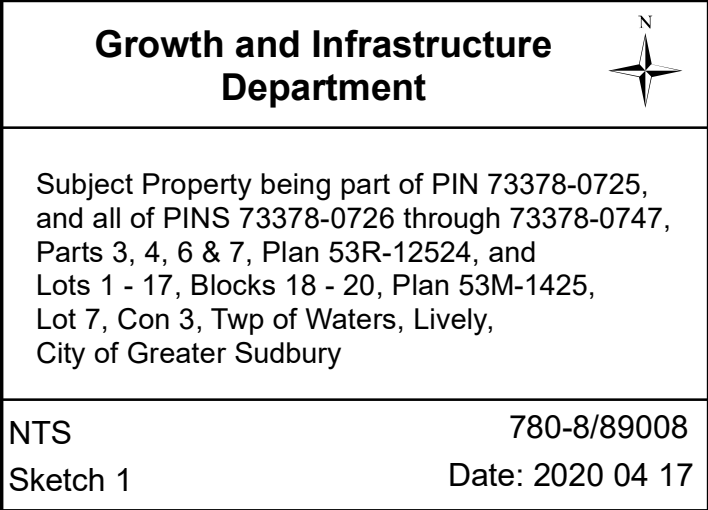 Growth and Infrastructure
Department
N
Subject Property being part of PIN 73378-0725,
and all of PINS 73378-0726 through 73378-0747,
Parts 3, 4, 6 & 7, Plan 53R-12524, and
Lots 1 - 17, Blocks 18 - 20, Plan 53M-1425,
Lot 7, Con 3, Twp of Waters, Lively,
City of Greater Sudbury
NTS
780-8/89008
Sketch 1
Date: 2020 04 17